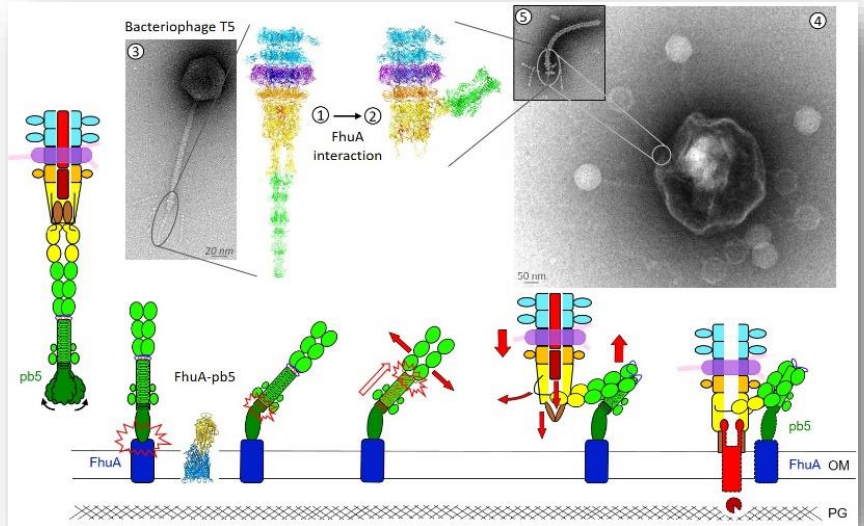 Bacteriophage T5
③
20 nm
①
②
FhuA
interaction
⑤
④
50 nm
pb5
FhuA-pb5
FhuA
pb5
FhuA OM
PG